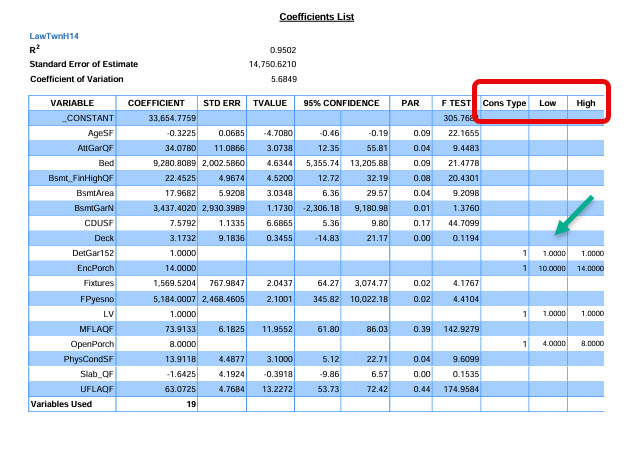 Coefficients List
LawTwnH14
R2 0.9502
Standard Error of Estimate 14,750.6210
Coefficient of Variation 5.6849
VARIABLE COEFFICIENT STD ERR TVALUE 95% CONFIDENCE PAR F TEST Cons Type Low High
_CONSTANT 33,654.7759 305.768
AgeSF -0.3225 0.0685 -4.7080 -0.46 -0.19 0.09 22.1655
AttGarQF 34.0780 11.0866 3.0738 12.35 55.81 0.04 9.4483
Bed 9,280.8089 2,002.5860 4.6344 5,355.74 13,205.88 0.09 21.4778
Bsmt_FinHighQF 22.4525 4.9674 4.5200 12.72 32.19 0.08 20.4301
BsmtArea 17.9682 5.9208 3.0348 6.36 29.57 0.04 9.2098
BsmtGarN 3,437.4020 2,930.3989 1.1730 -2,306.18 9,180.98 0.01 1.3760
CDUSF 7.5792 1.1335 6.6865 5.36 9.80 0.17 44.7099
Deck 3.1732 9.1836 0.3455 -14.83 21.17 0.00 0.1194
DetGar152 1.0000 1 1.0000 1.0000
EncPorch 14.0000 1 10.0000 14.0000
Fixtures 1,569.5204 767.9847 2.0437 64.27 3,074.77 0.02 4.1767
FPyesno 5,184.0007 2,468.4605 2.1001 345.82 10,022.18 0.02 4.4104
LV 1.0000 1 1.0000 1.0000
MFLAQF 73.9133 6.1825 11.9552 61.80 86.03 0.39 142.9279
OpenPorch 8.0000 1 4.0000 8.0000
PhysCondSF 13.9118 4.4877 3.1000 5.12 22.71 0.04 9.6099
Slab_QF -1.6425 4.1924 -0.3918 -9.86 6.57 0.00 0.1535
UFLAQF 63.0725 4.7684 13.2272 53.73 72.42 0.44 174.9584
Variables Used 19